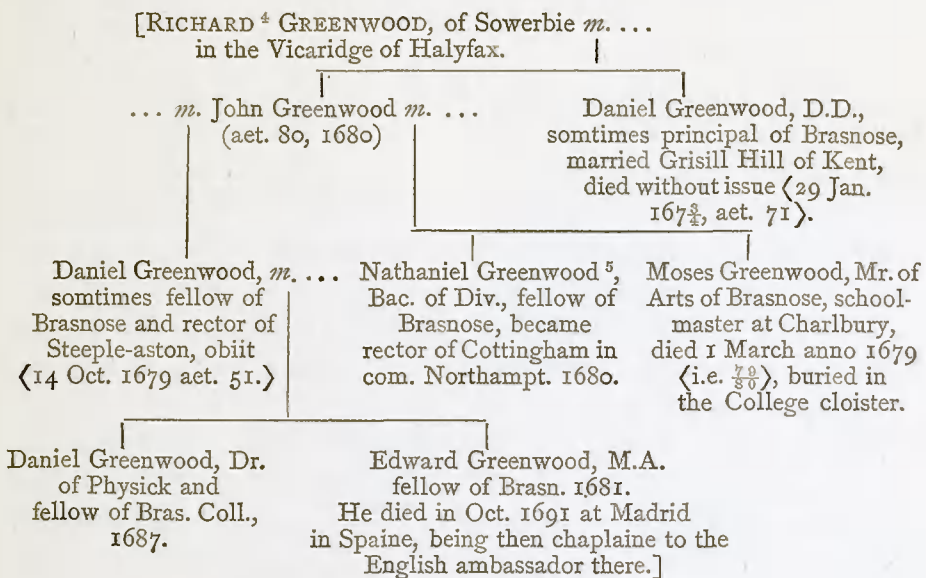 [RICHARD ⁴ GREENWOOD, of Sowerbie m. ...
in the Vicaridge of Halyfax.
... m. John Greenwood m. ...
(aet. 80, 1680)
Daniel Greenwood, D.D.,
somtimes principal of Brasnose,
married Grisill Hill of Kent,
died without issue ⟨29 Jan.
167¾, aet. 71⟩.
Daniel Greenwood, m. ...
somtimes fellow of
Brasnose and rector of
Steeple-aston, obiit
⟨14 Oct. 1679 aet. 51.⟩
Nathaniel Greenwood ⁵,
Bac. of Div., fellow of
Brasnose, became
rector of Cottingham in
com. Northampt. 1680.
Moses Greenwood, Mr. of
Arts of Brasnose, school-
master at Charlbury,
died 1 March anno 1679
⟨i.e. 79/80⟩, buried in
the College cloister.
Daniel Greenwood, Dr.
of Physick and
fellow of Bras. Coll.,
1687.
Edward Greenwood, M.A.
fellow of Brasn. 1681.
He died in Oct. 1691 at Madrid
in Spaine, being then chaplaine to the
English ambassador there.]